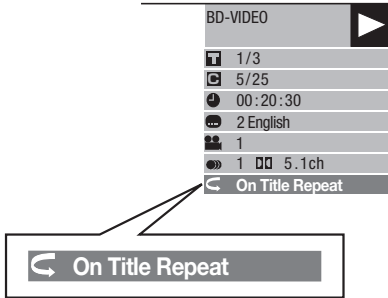 BD-VIDEO
T 1/3
C 5/25
00:20:30
2 English
1
1 DD 5.1ch
On Title Repeat
On Title Repeat